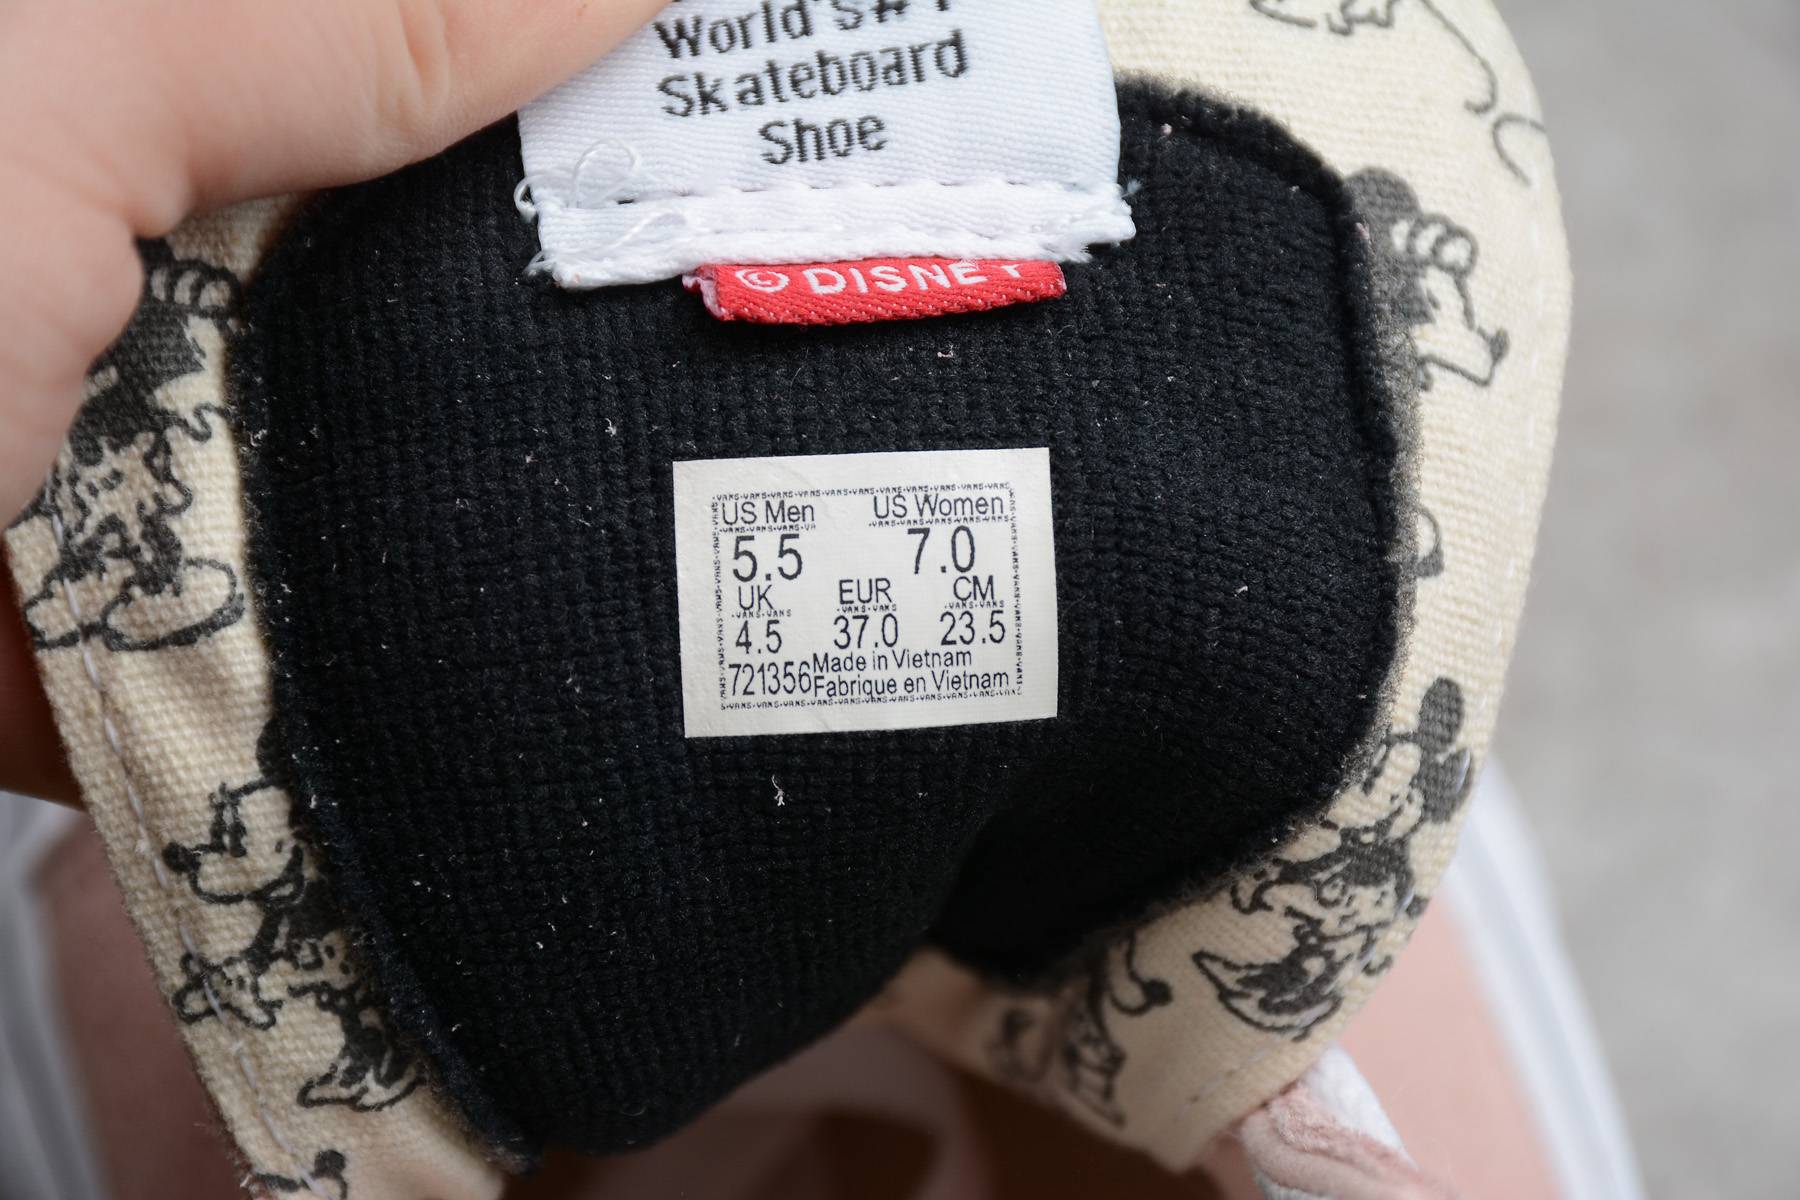 World's #1
Skateboard
Shoe
© DISNEY
US Men US Women
5.5 7.0
UK EUR CM
4.5 37.0 23.5
721356 Made in Vietnam
Fabrique en Vietnam